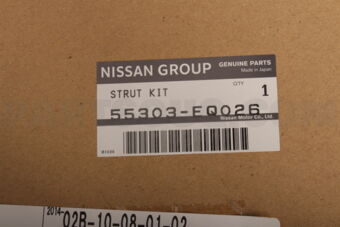 NISSAN GROUP
GENUINE PARTS
Made in Japan
STRUT KIT
QTY
1
55303-EQ026
Nissan Motor Co., Ltd.
2014
02B-10-08-01-02